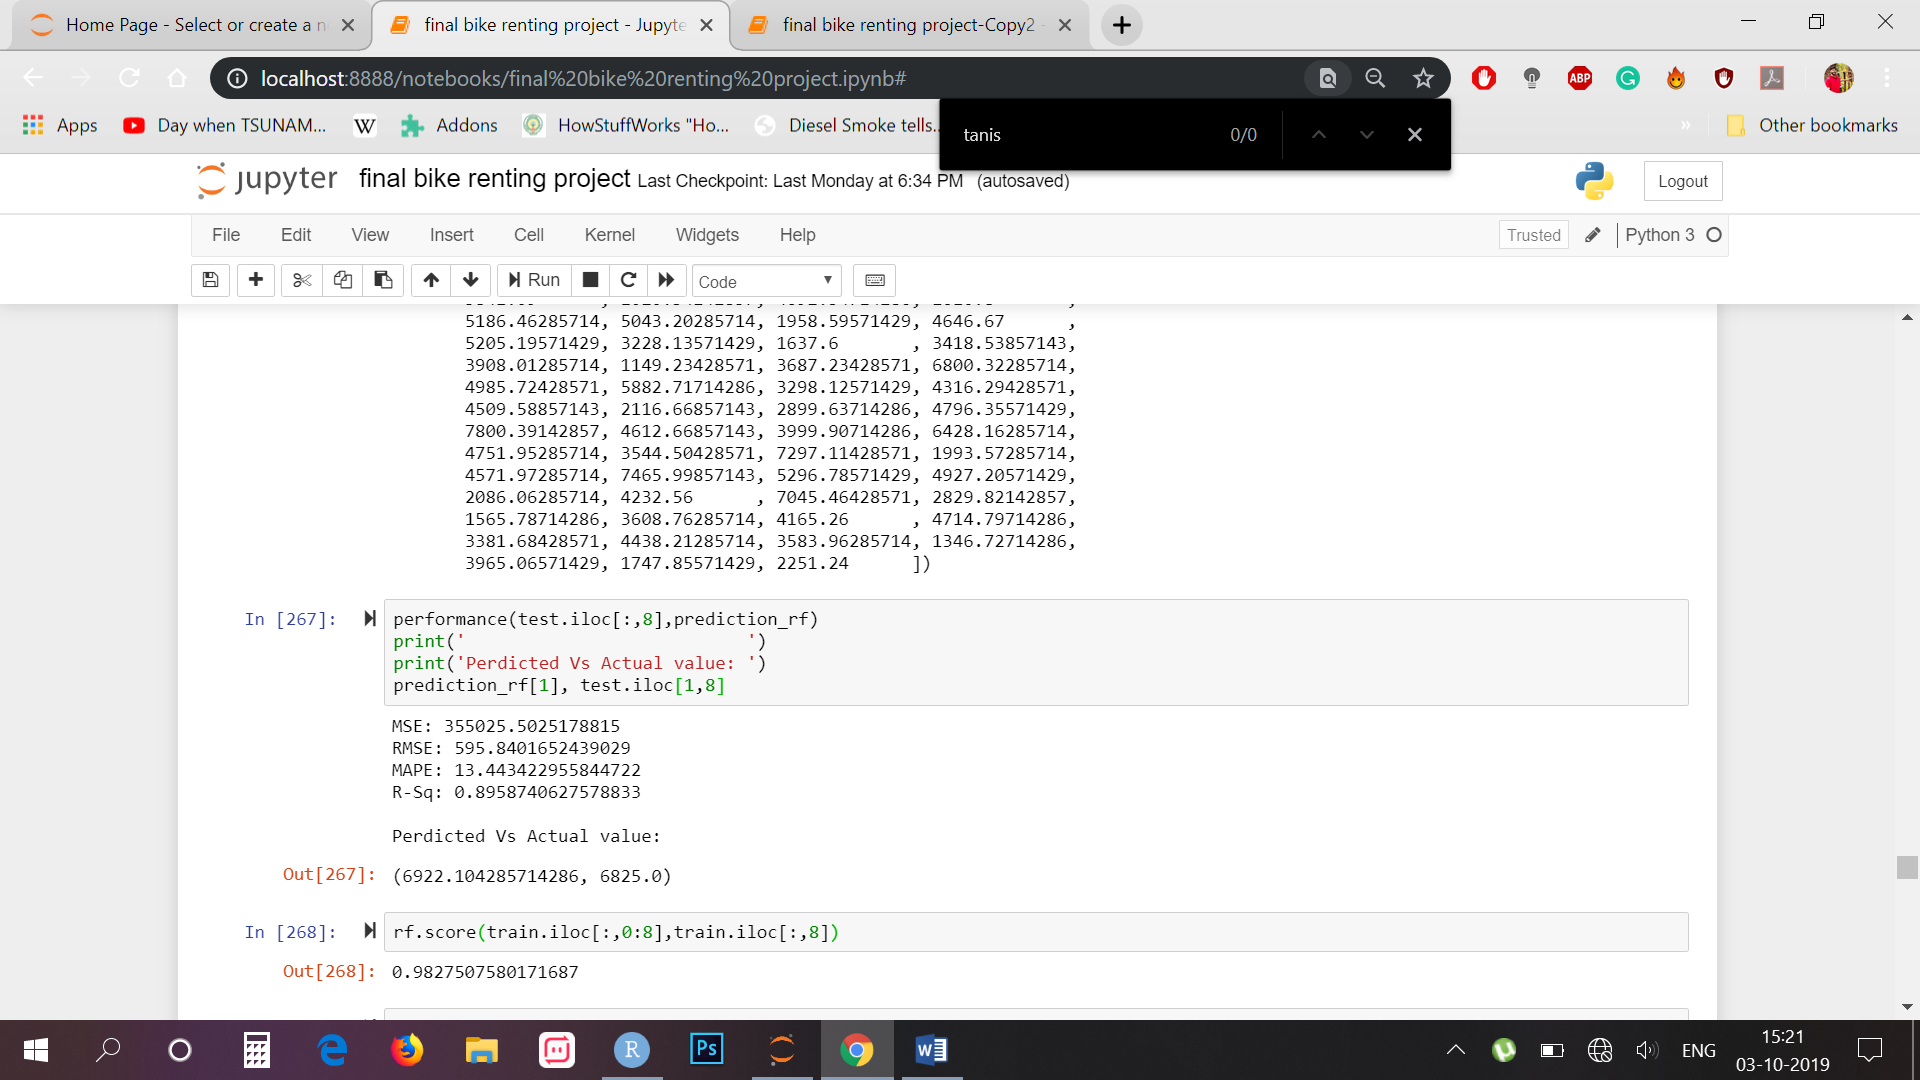 Home Page - Select or create a n
final bike renting project - Jupyte
final bike renting project-Copy2 -
localhost:8888/notebooks/final%20bike%20renting%20project.ipynb#
ABP
Apps
Day when TSUNAM...
W
Addons
HowStuffWorks "Ho...
Diesel Smoke tells...
»
Other bookmarks
tanis
0/0
jupyter final bike renting project Last Checkpoint: Last Monday at 6:34 PM (autosaved)
Logout
File Edit View Insert Cell Kernel Widgets Help
Trusted
Python 3
Run
Code
5186.46285714, 5043.20285714, 1958.59571429, 4646.67 ,
5205.19571429, 3228.13571429, 1637.6 , 3418.53857143,
3908.01285714, 1149.23428571, 3687.23428571, 6800.32285714,
4985.72428571, 5882.71714286, 3298.12571429, 4316.29428571,
4509.58857143, 2116.66857143, 2899.63714286, 4796.35571429,
7800.39142857, 4612.66857143, 3999.90714286, 6428.16285714,
4751.95285714, 3544.50428571, 7297.11428571, 1993.57285714,
4571.97285714, 7465.99857143, 5296.78571429, 4927.20571429,
2086.06285714, 4232.56 , 7045.46428571, 2829.82142857,
1565.78714286, 3608.76285714, 4165.26 , 4714.79714286,
3381.68428571, 4438.21285714, 3583.96285714, 1346.72714286,
3965.06571429, 1747.85571429, 2251.24 ])
In [267]:
performance(test.iloc[:,8],prediction_rf)
print(' ')
print('Perdicted Vs Actual value: ')
prediction_rf[1], test.iloc[1,8]
MSE: 355025.5025178815
RMSE: 595.8401652439029
MAPE: 13.443422955844722
R-Sq: 0.8958740627578833
Perdicted Vs Actual value:
Out[267]: (6922.104285714286, 6825.0)
In [268]: rf.score(train.iloc[:,0:8],train.iloc[:,8])
Out[268]: 0.9827507580171687
R
Ps
W
ENG
15:21
03-10-2019